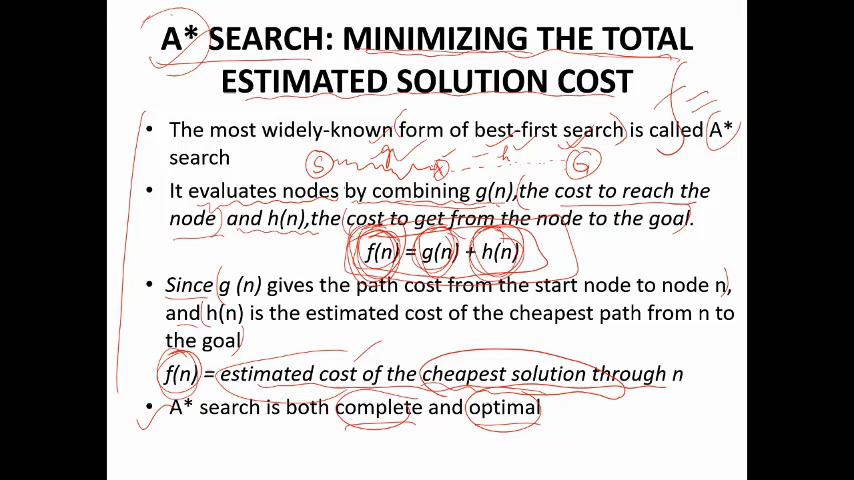 A* SEARCH: MINIMIZING THE TOTAL
ESTIMATED SOLUTION COST
• The most widely-known form of best-first search is called A*
search
S g x h G
• It evaluates nodes by combining g(n),the cost to reach the
node and h(n),the cost to get from the node to the goal.
f(n) = g(n) + h(n)
• Since g (n) gives the path cost from the start node to node n,
and h(n) is the estimated cost of the cheapest path from n to
the goal
f(n) = estimated cost of the cheapest solution through n
• A* search is both complete and optimal